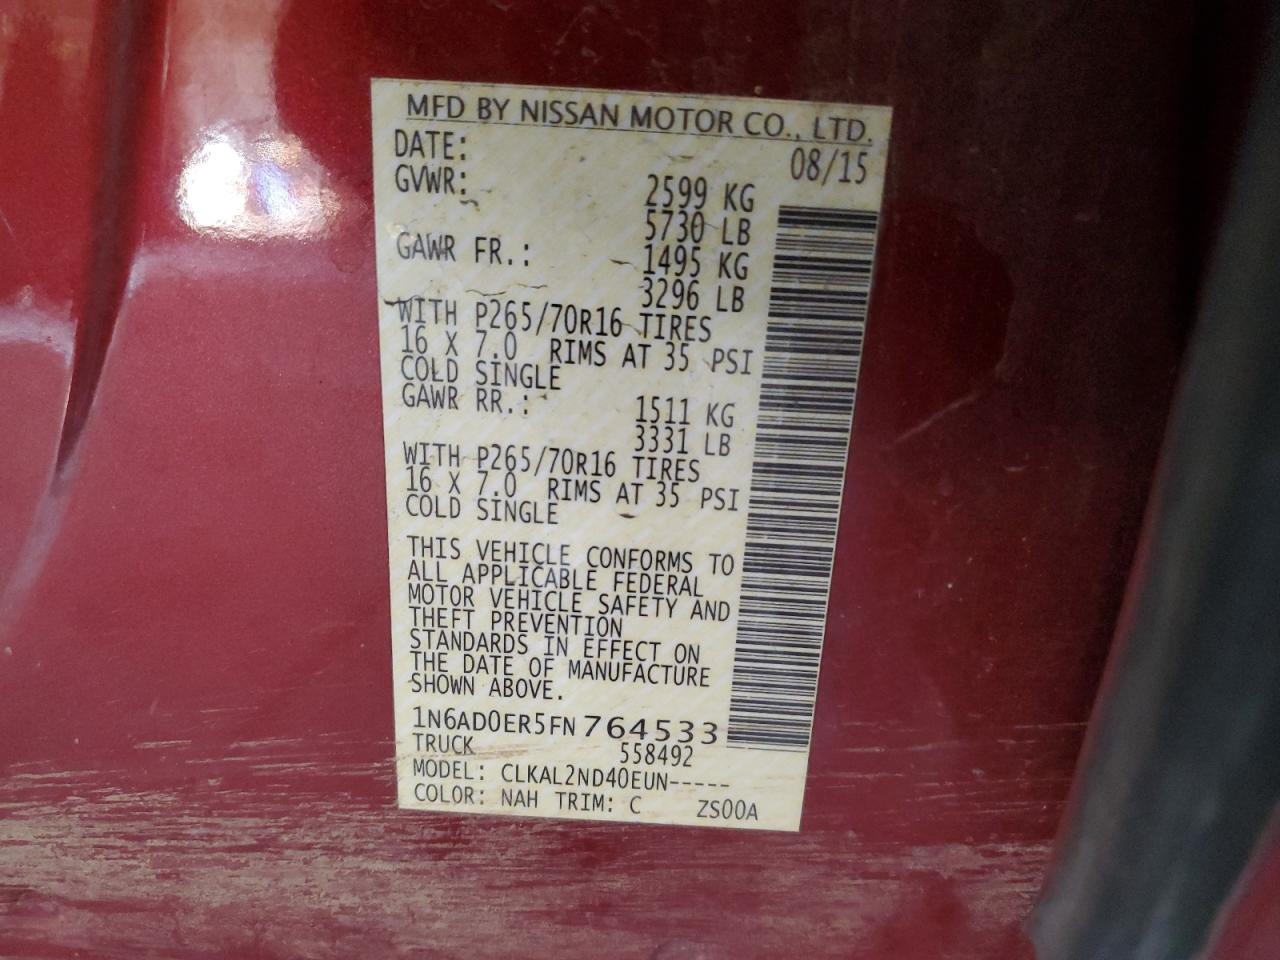 MFD BY NISSAN MOTOR CO., LTD.
DATE: 08/15
GVWR: 2599 KG
5730 LB
GAWR FR.: 1495 KG
3296 LB
WITH P265/70R16 TIRES
16 X 7.0 RIMS AT 35 PSI
COLD SINGLE
GAWR RR.: 1511 KG
3331 LB
WITH P265/70R16 TIRES
16 X 7.0 RIMS AT 35 PSI
COLD SINGLE
THIS VEHICLE CONFORMS TO
ALL APPLICABLE FEDERAL
MOTOR VEHICLE SAFETY AND
THEFT PREVENTION
STANDARDS IN EFFECT ON
THE DATE OF MANUFACTURE
SHOWN ABOVE.
1N6AD0ER5FN764533
TRUCK 558492
MODEL: CLKAL2ND40EUN-----
COLOR: NAH TRIM: C ZS00A